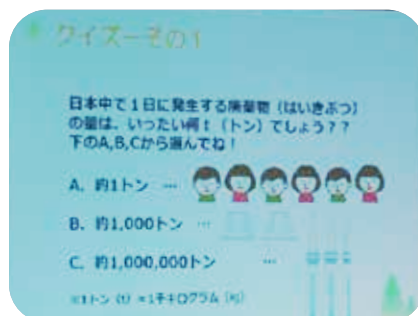 クイズーその1
日本中で1日に発生する廃棄物（はいきぶつ）
の量は、いったい何t（トン）でしょう？？
下のA,B,Cから選んでね！
A. 約1トン …
B. 約1,000トン …
C. 約1,000,000トン …
※1トン（t）=1千キログラム（kg）